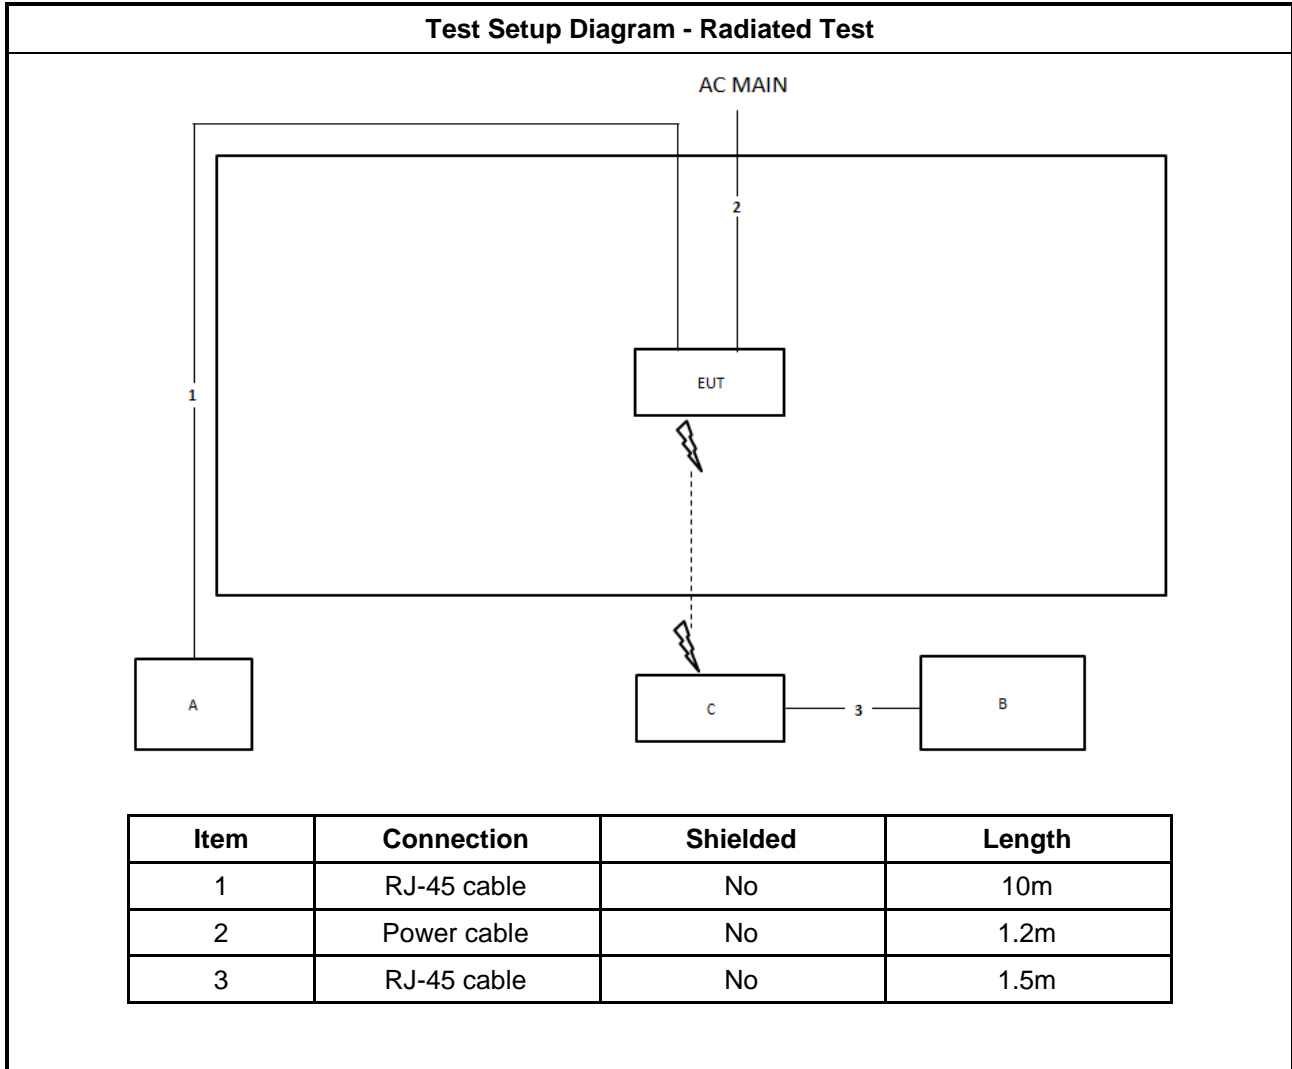 Test Setup Diagram - Radiated Test
AC MAIN
2
EUT
1
A
C
3
B
Item Connection Shielded Length
1 RJ-45 cable No 10m
2 Power cable No 1.2m
3 RJ-45 cable No 1.5m